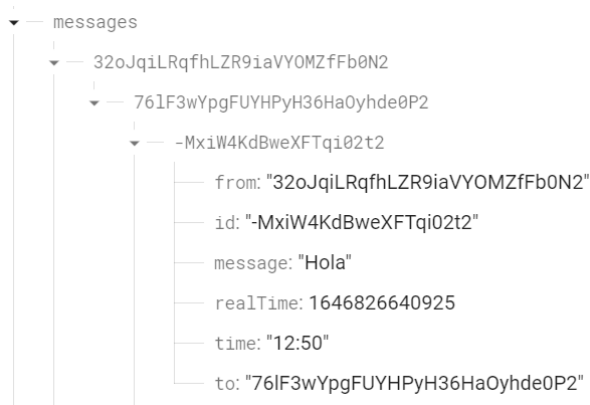 messages
32oJqiLRqfhLZR9iaVYOMZfFb0N2
76lF3wYpgFUYHPyH36HaOyhde0P2
-MxiW4KdBweXFTqi02t2
from: "32oJqiLRqfhLZR9iaVYOMZfFb0N2"
id: "-MxiW4KdBweXFTqi02t2"
message: "Hola"
realTime: 1646826640925
time: "12:50"
to: "76lF3wYpgFUYHPyH36HaOyhde0P2"